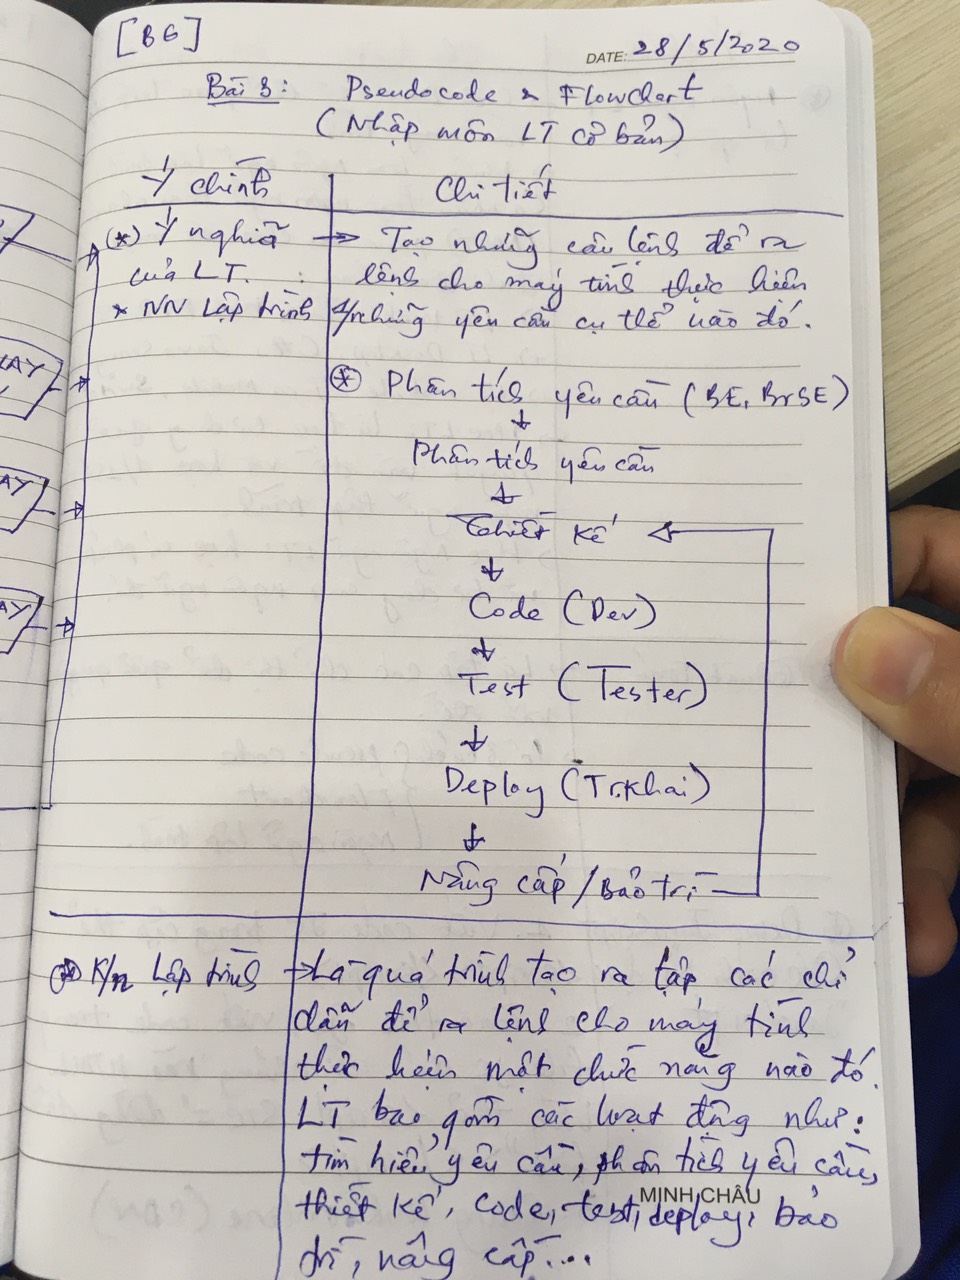 [BG]
DATE: 28/5/2020
Bài 3: Pseudocode & Flowchart
(Nhập môn LT cơ bản)
Ý chính Chi tiết
(*) Ý nghĩa → Tạo những câu lệnh để ra
của LT. : lệnh cho máy tính thực hiện
* NN Lập trình những yêu cầu cụ thể nào đó.
(*) Phân tích yêu cầu (BE, BrSE)
↓
Phân tích yêu cầu
↓
Thiết kế
↓
Code (Dev)
↓
Test (Tester)
↓
Deploy (Tr.Khai)
↓
Nâng cấp/Bảo trì
(*) K/n Lập trình → Là quá trình tạo ra tập các chỉ
dẫn để ra lệnh cho máy tính
thực hiện một chức năng nào đó.
LT bao gồm các hoạt động như:
tìm hiểu yêu cầu, phân tích yêu cầu,
thiết kế, code, test, deploy, bảo
trì, nâng cấp...
MINH CHÂU
AY
AY
AY